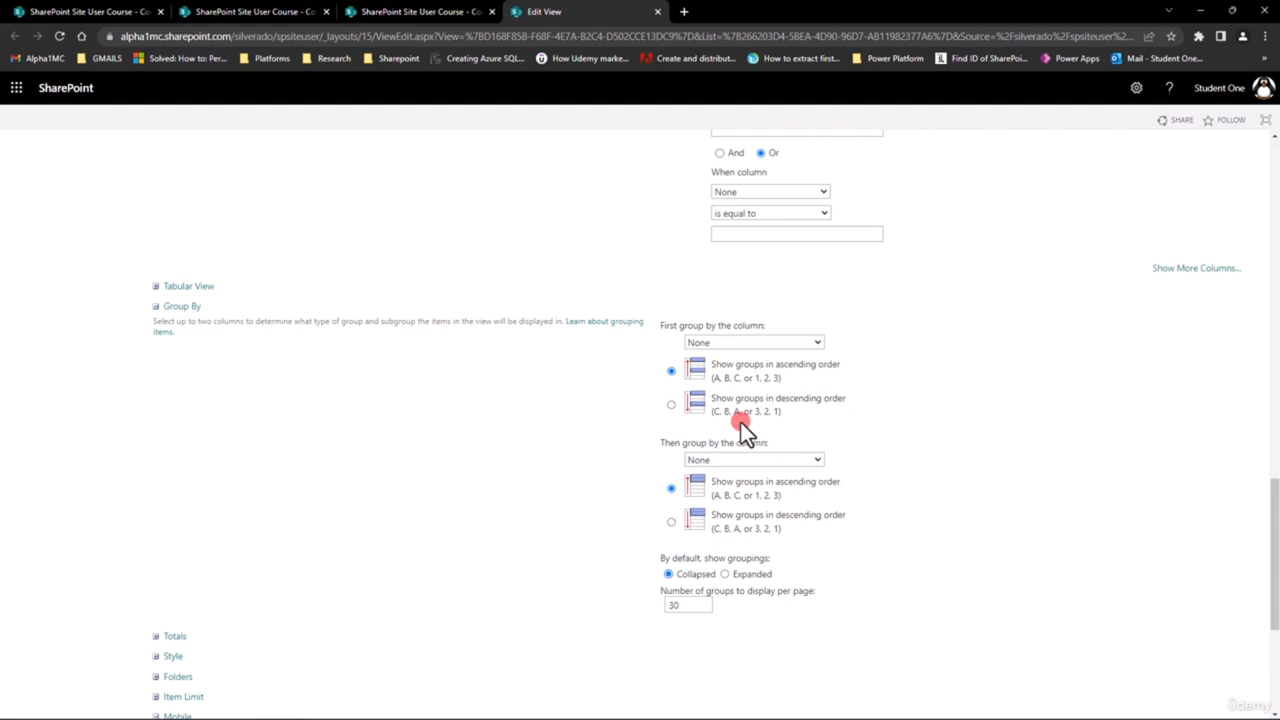 SharePoint Site User Course - Cc
SharePoint Site User Course - Cc
SharePoint Site User Course - Cc
Edit View
alpha1mc.sharepoint.com/silverado/spsiteuser/_layouts/15/ViewEdit.aspx?View=%7BD168F85B-F68F-4E7A-B2C4-D502CCE13DC9%7D&List=%7B266203D4-5BEA-4D90-96D7-AB11982377A6%7D&Source=%2Fsilverado%2Fspsiteuser%2F...
Alpha1MC
GMAILS
Solved: How to: Per...
Platforms
Research
Sharepoint
Creating Azure SQL...
How Udemy marke...
Create and distribut...
How to extract first...
Power Platform
Find ID of SharePoi...
Power Apps
Mail - Student One...
»
SharePoint
?
Student One
SHARE
FOLLOW
And
Or
When column
None
is equal to
Show More Columns...
Tabular View
Group By
Select up to two columns to determine what type of group and subgroup the items in the view will be displayed in. Learn about grouping
items.
First group by the column:
None
Show groups in ascending order
(A, B, C, or 1, 2, 3)
Show groups in descending order
(C, B, A, or 3, 2, 1)
Then group by the column:
None
Show groups in ascending order
(A, B, C, or 1, 2, 3)
Show groups in descending order
(C, B, A, or 3, 2, 1)
By default, show groupings:
Collapsed
Expanded
Number of groups to display per page:
30
Totals
Style
Folders
Item Limit
Mobile
ûdemy